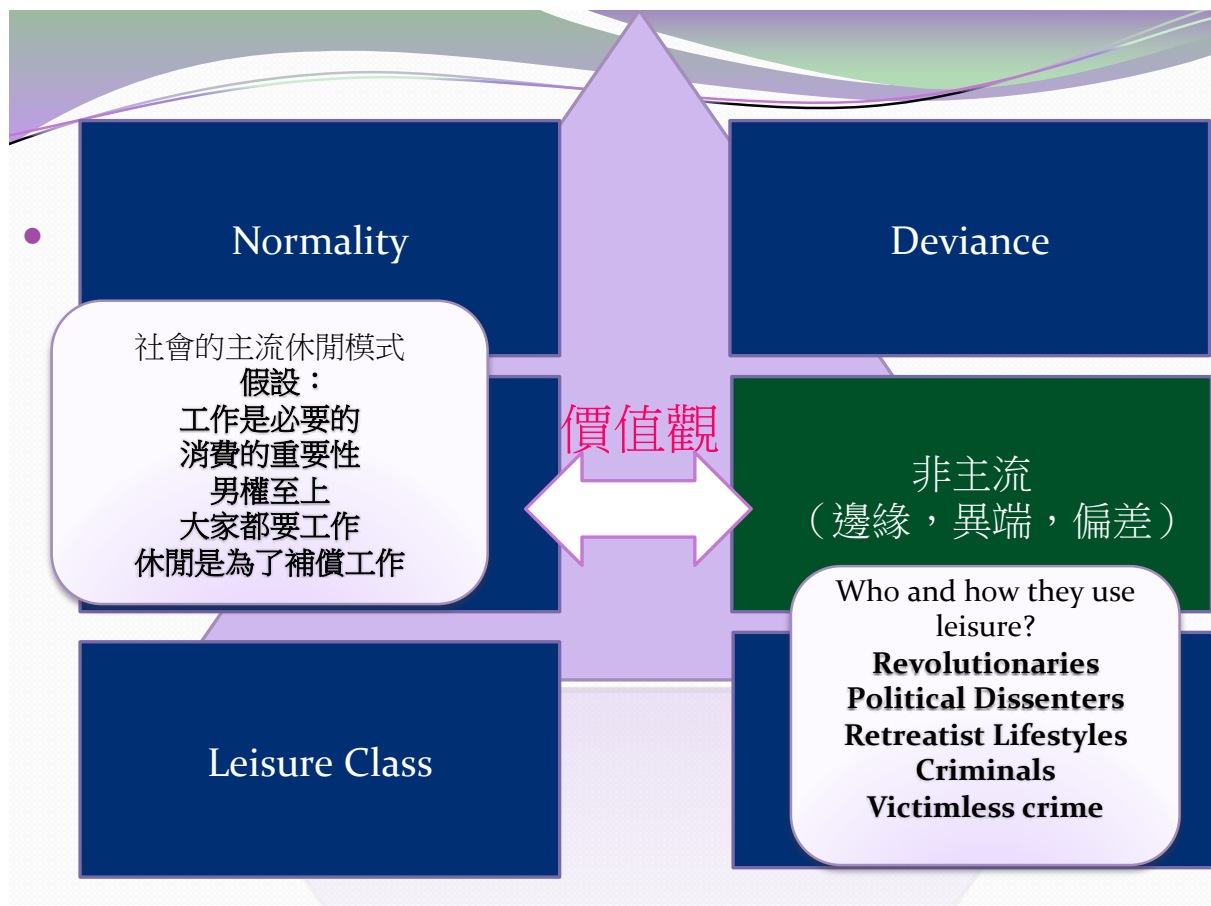 Normality
Deviance
社會的主流休閒模式
假設：
工作是必要的
消費的重要性
男權至上
大家都要工作
休閒是為了補償工作
價值觀
非主流
（邊緣，異端，偏差）
Who and how they use
leisure?
Revolutionaries
Political Dissenters
Retreatist Lifestyles
Criminals
Victimless crime
Leisure Class